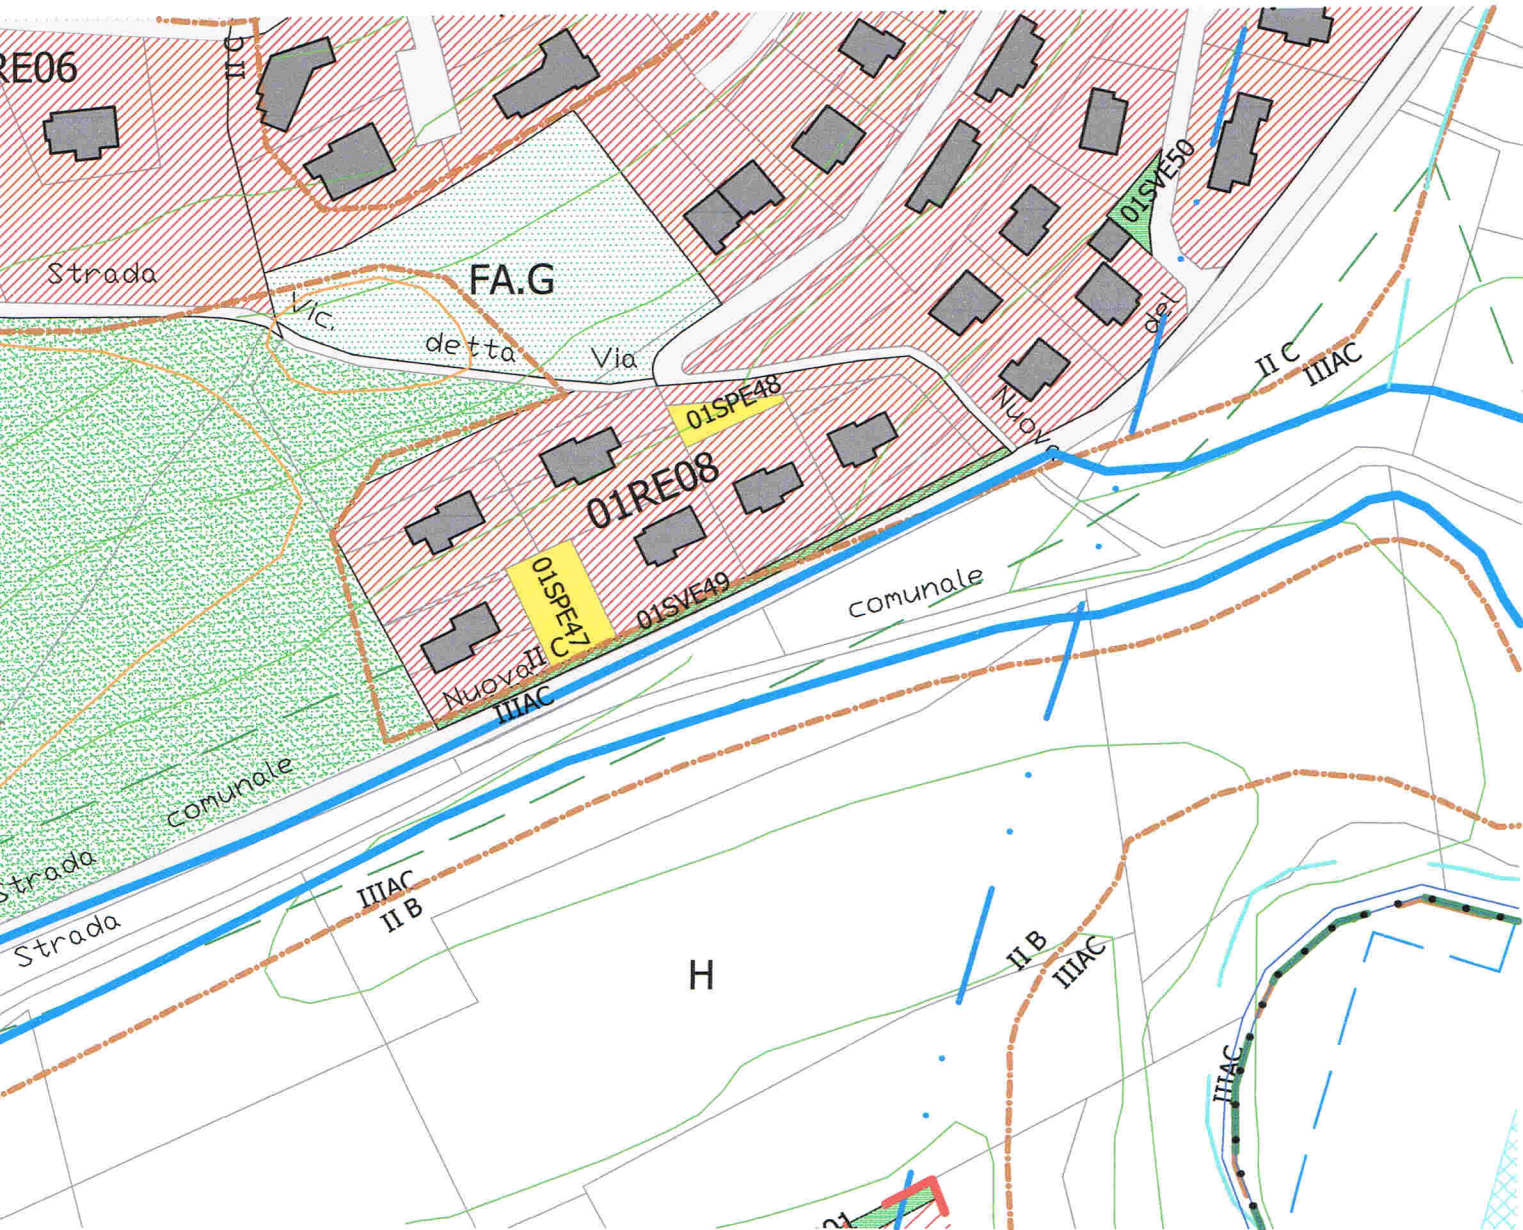 RE06
II C
01SVE50
Strada
FA.G
Vic.
detta
Via
del
Nuova
II C
IIIAC
01SPE48
01RE08
01SPE47
01SVE49
II C
Nuova
IIIAC
comunale
comunale
Strada
Strada
IIIAC
II B
H
II B
IIIAC
IIIAC